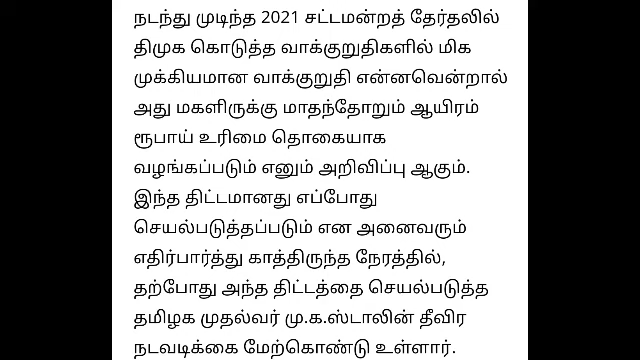 நடந்து முடிந்த 2021 சட்டமன்றத் தேர்தலில்
திமுக கொடுத்த வாக்குறுதிகளில் மிக
முக்கியமான வாக்குறுதி என்னவென்றால்
அது மகளிருக்கு மாதந்தோறும் ஆயிரம்
ரூபாய் உரிமை தொகையாக
வழங்கப்படும் எனும் அறிவிப்பு ஆகும்.
இந்த திட்டமானது எப்போது
செயல்படுத்தப்படும் என அனைவரும்
எதிர்பார்த்து காத்திருந்த நேரத்தில்,
தற்போது அந்த திட்டத்தை செயல்படுத்த
தமிழக முதல்வர் மு.க.ஸ்டாலின் தீவிர
நடவடிக்கை மேற்கொண்டு உள்ளார்.